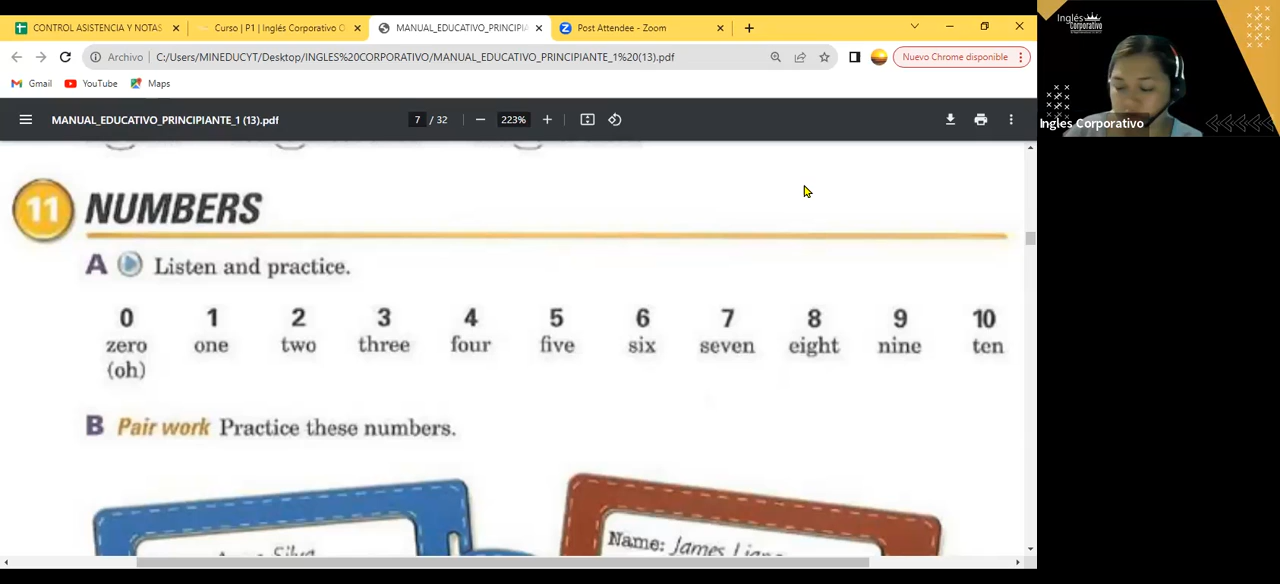 CONTROL ASISTENCIA Y NOTAS
Curso | P1 | Inglés Corporativo O
MANUAL_EDUCATIVO_PRINCIPIA
Post Attendee - Zoom
Archivo
C:/Users/MINEDUCYT/Desktop/INGLES%20CORPORATIVO/MANUAL_EDUCATIVO_PRINCIPIANTE_1%20(13).pdf
Nuevo Chrome disponible
Gmail
YouTube
Maps
MANUAL_EDUCATIVO_PRINCIPIANTE_1 (13).pdf
7 / 32
223%
11 NUMBERS
A Listen and practice.
0 1 2 3 4 5 6 7 8 9 10
zero one two three four five six seven eight nine ten
(oh)
B Pair work Practice these numbers.
Silva
Name: James
Inglés
Corporativo
Ingles Corporativo